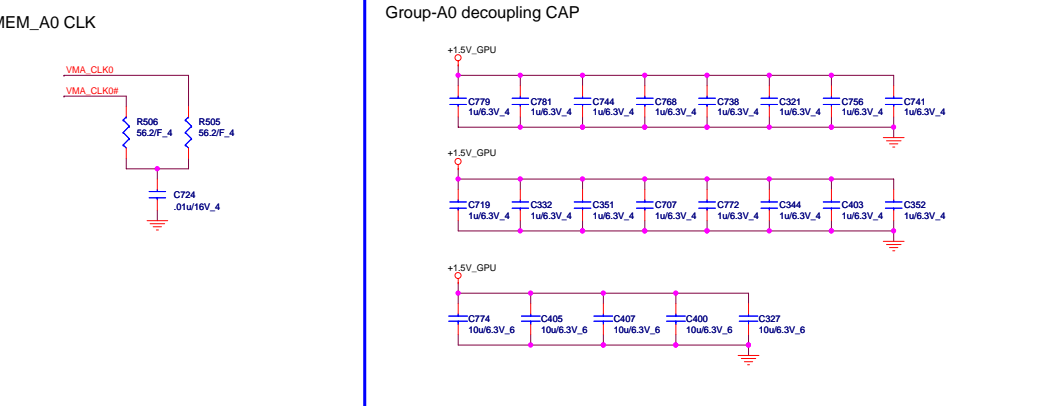 MEM_A0 CLK
VMA_CLK0
VMA_CLK0#
R506
56.2/F_4
R505
56.2/F_4
C724
.01u/16V_4
Group-A0 decoupling CAP
+1.5V_GPU
C779
1u/6.3V_4
C781
1u/6.3V_4
C744
1u/6.3V_4
C768
1u/6.3V_4
C738
1u/6.3V_4
C321
1u/6.3V_4
C756
1u/6.3V_4
C741
1u/6.3V_4
+1.5V_GPU
C719
1u/6.3V_4
C332
1u/6.3V_4
C351
1u/6.3V_4
C707
1u/6.3V_4
C772
1u/6.3V_4
C344
1u/6.3V_4
C403
1u/6.3V_4
C352
1u/6.3V_4
+1.5V_GPU
C774
10u/6.3V_6
C405
10u/6.3V_6
C407
10u/6.3V_6
C400
10u/6.3V_6
C327
10u/6.3V_6